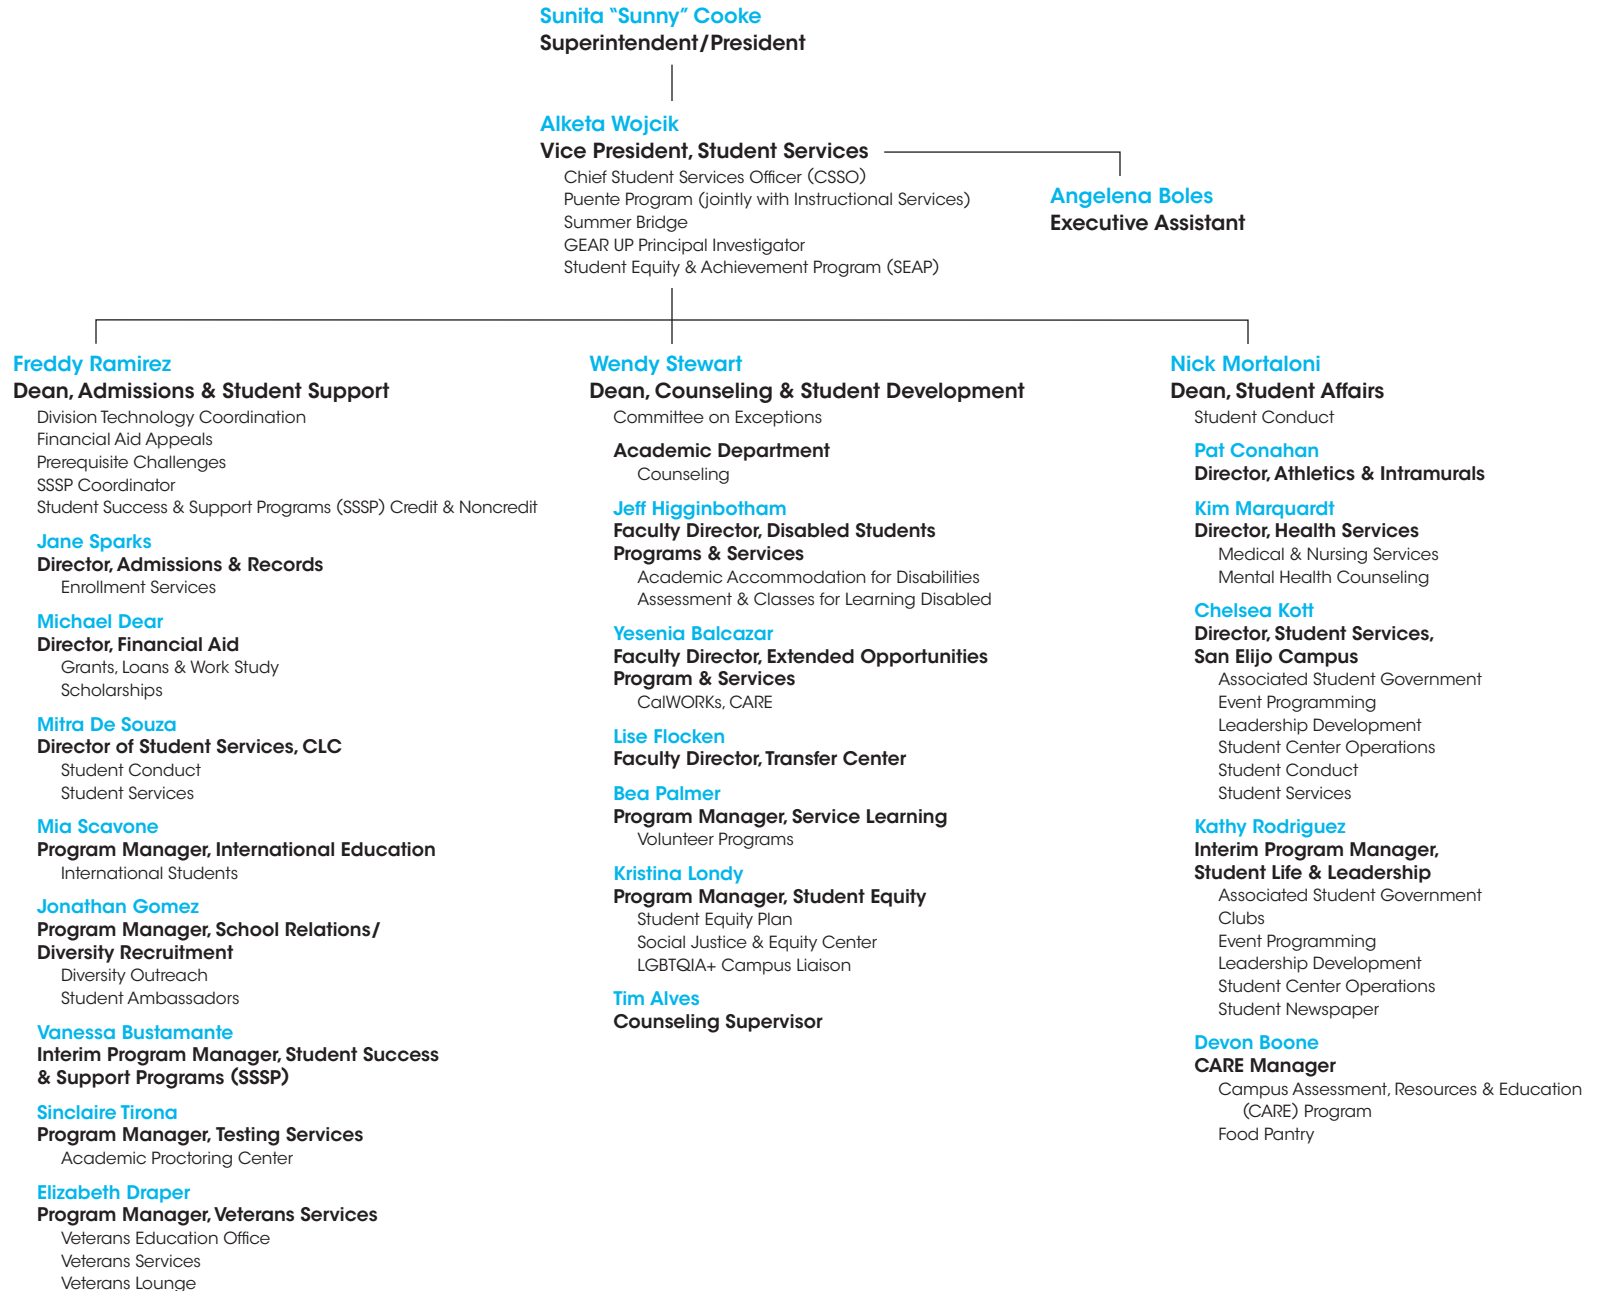 Sunita “Sunny” Cooke
Superintendent/President
Alketa Wojcik
Vice President, Student Services
Chief Student Services Officer (CSSO)
Puente Program (jointly with Instructional Services)
Summer Bridge
GEAR UP Principal Investigator
Student Equity & Achievement Program (SEAP)
Angelena Boles
Executive Assistant
Freddy Ramirez
Dean, Admissions & Student Support
Division Technology Coordination
Financial Aid Appeals
Prerequisite Challenges
SSSP Coordinator
Student Success & Support Programs (SSSP) Credit & Noncredit
Jane Sparks
Director, Admissions & Records
Enrollment Services
Michael Dear
Director, Financial Aid
Grants, Loans & Work Study
Scholarships
Mitra De Souza
Director of Student Services, CLC
Student Conduct
Student Services
Mia Scavone
Program Manager, International Education
International Students
Jonathan Gomez
Program Manager, School Relations/
Diversity Recruitment
Diversity Outreach
Student Ambassadors
Vanessa Bustamante
Interim Program Manager, Student Success
& Support Programs (SSSP)
Sinclaire Tirona
Program Manager, Testing Services
Academic Proctoring Center
Elizabeth Draper
Program Manager, Veterans Services
Veterans Education Office
Veterans Services
Veterans Lounge
Wendy Stewart
Dean, Counseling & Student Development
Committee on Exceptions
Academic Department
Counseling
Jeff Higginbotham
Faculty Director, Disabled Students
Programs & Services
Academic Accommodation for Disabilities
Assessment & Classes for Learning Disabled
Yesenia Balcazar
Faculty Director, Extended Opportunities
Program & Services
CalWORKs, CARE
Lise Flocken
Faculty Director, Transfer Center
Bea Palmer
Program Manager, Service Learning
Volunteer Programs
Kristina Londy
Program Manager, Student Equity
Student Equity Plan
Social Justice & Equity Center
LGBTQIA+ Campus Liaison
Tim Alves
Counseling Supervisor
Nick Mortaloni
Dean, Student Affairs
Student Conduct
Pat Conahan
Director, Athletics & Intramurals
Kim Marquardt
Director, Health Services
Medical & Nursing Services
Mental Health Counseling
Chelsea Kott
Director, Student Services,
San Elijo Campus
Associated Student Government
Event Programming
Leadership Development
Student Center Operations
Student Conduct
Student Services
Kathy Rodriguez
Interim Program Manager,
Student Life & Leadership
Associated Student Government
Clubs
Event Programming
Leadership Development
Student Center Operations
Student Newspaper
Devon Boone
CARE Manager
Campus Assessment, Resources & Education
(CARE) Program
Food Pantry